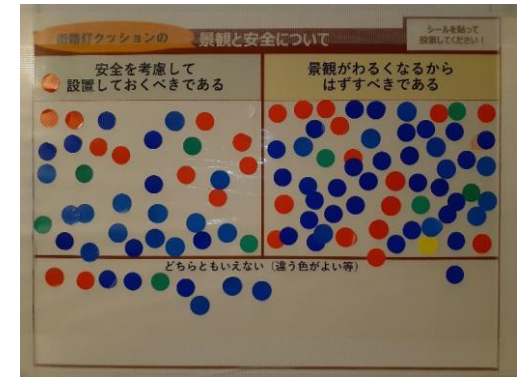 街路灯クッションの 景観と安全について
シールを貼って
投票してください！
安全を考慮して
設置しておくべきである
景観がわるくなるから
はずすべきである
どちらともいえない（違う色がよい等）